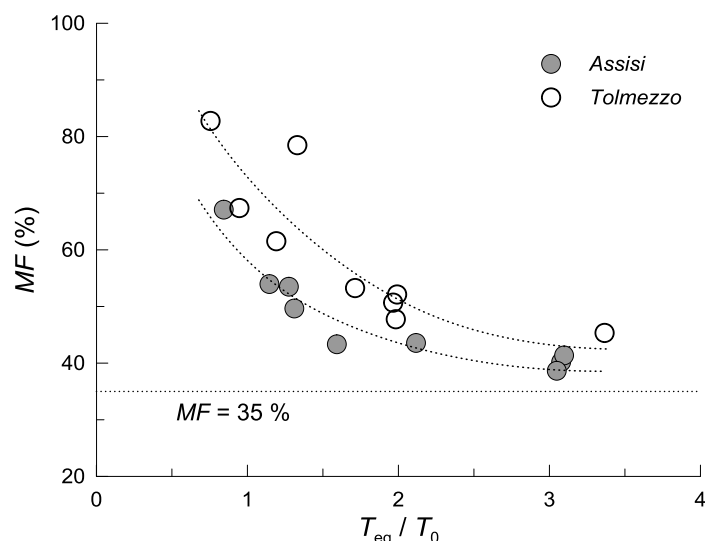 100
80
60
40
20
MF (%)
Assisi
Tolmezzo
MF = 35 %
0 1 2 3 4
T_eq / T_0